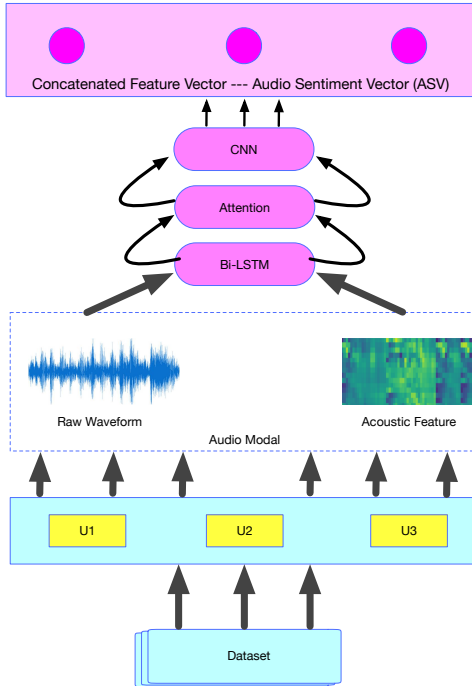 Concatenated Feature Vector --- Audio Sentiment Vector (ASV)
CNN
Attention
Bi-LSTM
Raw Waveform
Acoustic Feature
Audio Modal
U1
U2
U3
Dataset